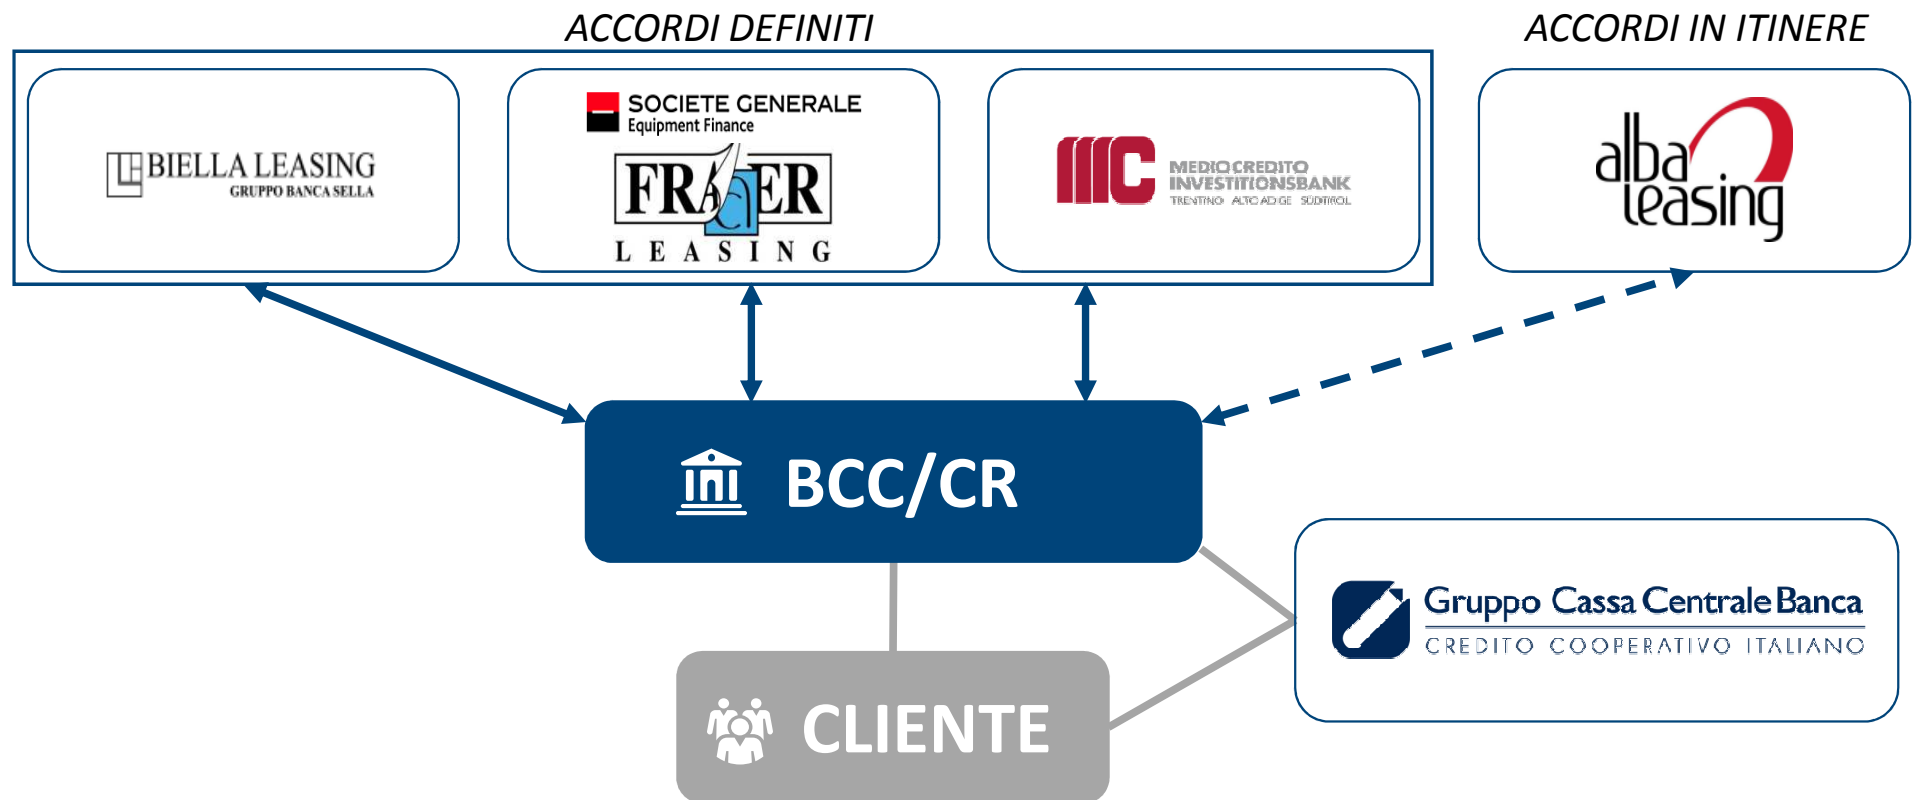 ACCORDI DEFINITI
ACCORDI IN ITINERE
BIELLA LEASING
GRUPPO BANCA SELLA
SOCIETE GENERALE
Equipment Finance
FRAER
LEASING
MC
MEDIOCREDITO
INVESTITIONSBANK
TRENTINO ALTO ADIGE SÜDTIROL
alba
leasing
BCC/CR
Gruppo Cassa Centrale Banca
CREDITO COOPERATIVO ITALIANO
CLIENTE